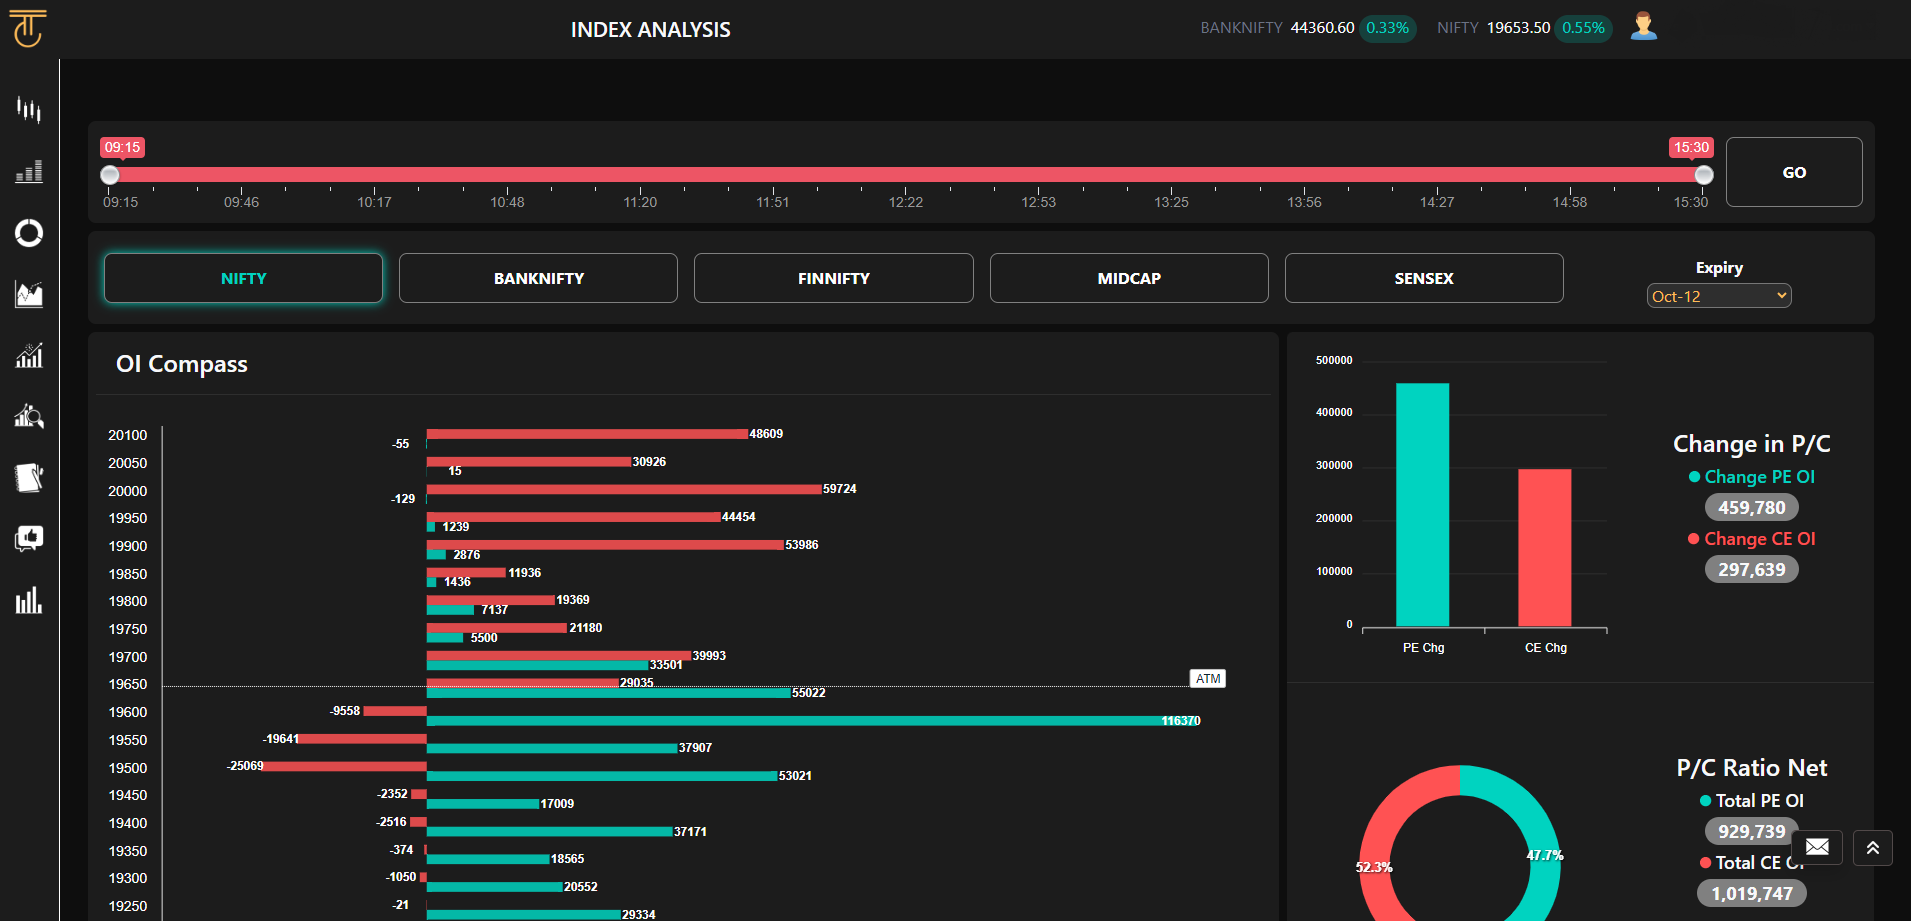 INDEX ANALYSIS
BANKNIFTY 44360.60 0.33% NIFTY 19653.50 0.55%
09:15 15:30
09:15 09:46 10:17 10:48 11:20 11:51 12:22 12:53 13:25 13:56 14:27 14:58 15:30
GO
NIFTY BANKNIFTY FINNIFTY MIDCAP SENSEX
Expiry
Oct-12
OI Compass
20100 -55 48609
20050 15 30926
20000 -129 59724
19950 44454 1239
19900 53986 2876
19850 11936 1436
19800 19369 7137
19750 21180 5500
19700 39993 33501
19650 29035 55022 ATM
19600 -9558 116370
19550 -19641 37907
19500 -25069 53021
19450 -2352 17009
19400 -2516 37171
19350 -374 18565
19300 -1050 20552
19250 -21 29334
500000
400000
300000
200000
100000
0
PE Chg CE Chg
Change in P/C
Change PE OI
459,780
Change CE OI
297,639
P/C Ratio Net
Total PE OI
929,739
Total CE OI
1,019,747
52.3% 47.7%